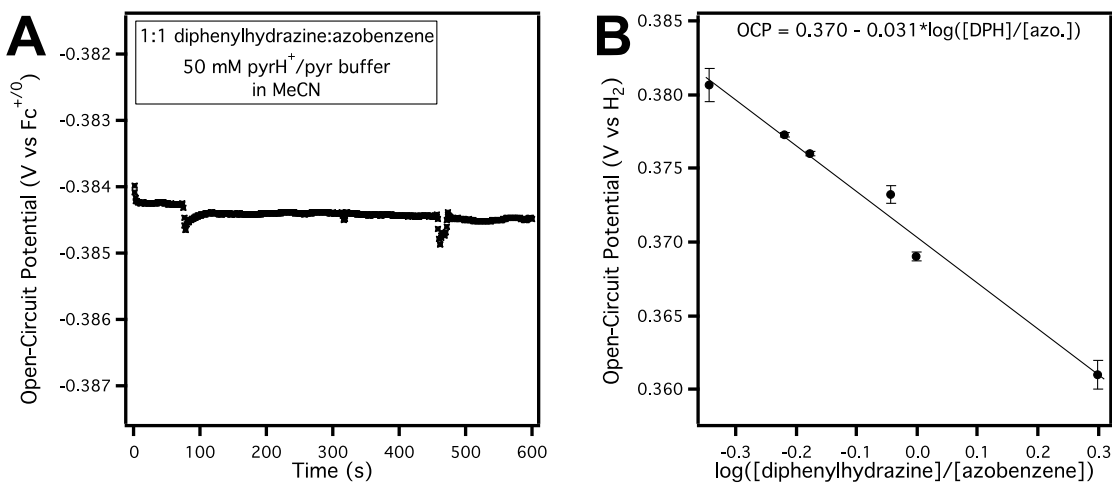 A
1:1 diphenylhydrazine:azobenzene
50 mM pyrH+/pyr buffer
in MeCN
Open-Circuit Potential (V vs Fc+/0)
-0.382
-0.383
-0.384
-0.385
-0.386
-0.387
0 100 200 300 400 500 600
Time (s)
B
OCP = 0.370 - 0.031*log([DPH]/[azo.])
Open-Circuit Potential (V vs H2)
0.385
0.380
0.375
0.370
0.365
0.360
-0.3 -0.2 -0.1 0.0 0.1 0.2 0.3
log([diphenylhydrazine]/[azobenzene])